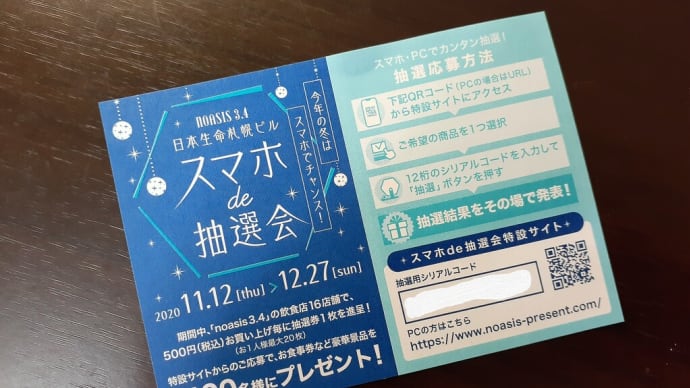 今年の冬は
スマホでチャンス!
NOASIS 3.4
日本生命札幌ビル
スマホ
de
抽選会
2020 11.12[thu]>12.27[sun]
期間中、「noasis3.4」の飲食店16店舗で、
500円(税込)お買い上げ毎に抽選券1枚を進呈!
(お1人様最大20枚)
特設サイトからのご応募で、お食事券など豪華景品を
名様にプレゼント!
スマホ・PCでカンタン抽選!
抽選応募方法
下記QRコード(PCの場合はURL)
から特設サイトにアクセス
ご希望の商品を1つ選択
12桁のシリアルコードを入力して
「抽選」ボタンを押す
抽選結果をその場で発表!
スマホde抽選会特設サイト
抽選用シリアルコード
PCの方はこちら
https://www.noasis-present.com/